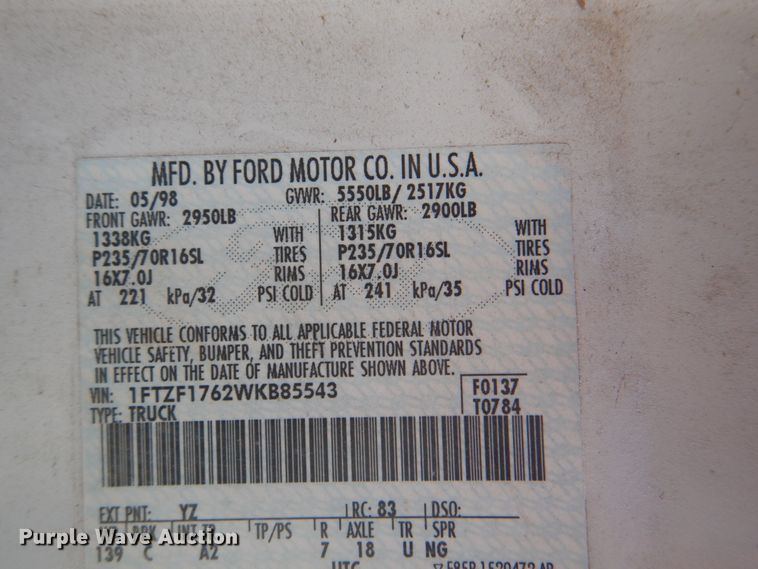 MFD. BY FORD MOTOR CO. IN U.S.A.
DATE: 05/98 GVWR: 5550LB/ 2517KG
FRONT GAWR: 2950LB REAR GAWR: 2900LB
1338KG WITH 1315KG WITH
P235/70R16SL TIRES P235/70R16SL TIRES
16X7.0J RIMS 16X7.0J RIMS
AT 221 kPa/32 PSI COLD AT 241 kPa/35 PSI COLD
THIS VEHICLE CONFORMS TO ALL APPLICABLE FEDERAL MOTOR
VEHICLE SAFETY, BUMPER, AND THEFT PREVENTION STANDARDS
IN EFFECT ON THE DATE OF MANUFACTURE SHOWN ABOVE.
VIN: 1FTZF1762WKB85543 F0137
TYPE: TRUCK T0784
EXT PNT: YZ RC: 83 DSO:
BRK INT TR TP/PS R AXLE TR SPR
139 C A2 7 18 U NG
UTC
Purple Wave Auction